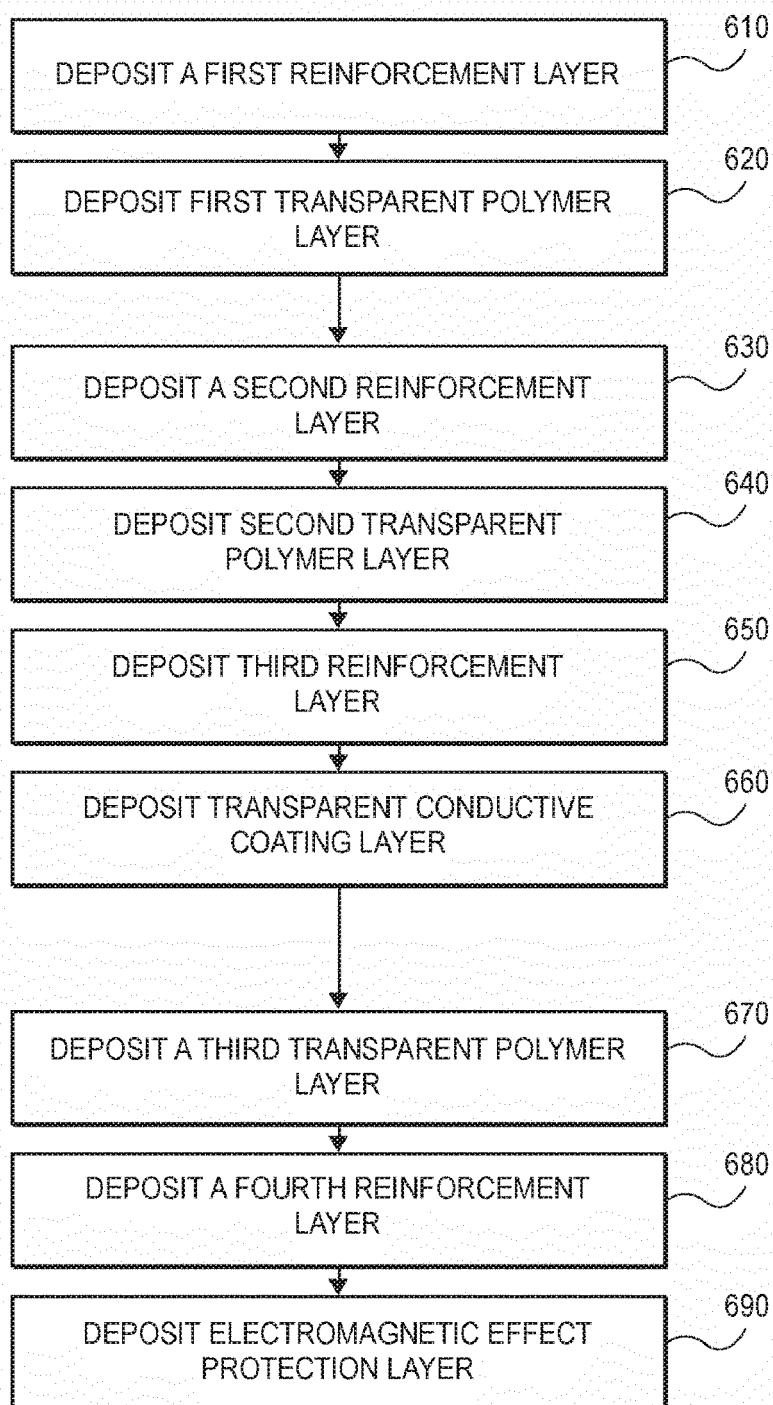 610
DEPOSIT A FIRST REINFORCEMENT LAYER
620
DEPOSIT FIRST TRANSPARENT POLYMER
LAYER
630
DEPOSIT A SECOND REINFORCEMENT
LAYER
640
DEPOSIT SECOND TRANSPARENT
POLYMER LAYER
650
DEPOSIT THIRD REINFORCEMENT
LAYER
660
DEPOSIT TRANSPARENT CONDUCTIVE
COATING LAYER
670
DEPOSIT A THIRD TRANSPARENT POLYMER
LAYER
680
DEPOSIT A FOURTH REINFORCEMENT
LAYER
690
DEPOSIT ELECTROMAGNETIC EFFECT
PROTECTION LAYER